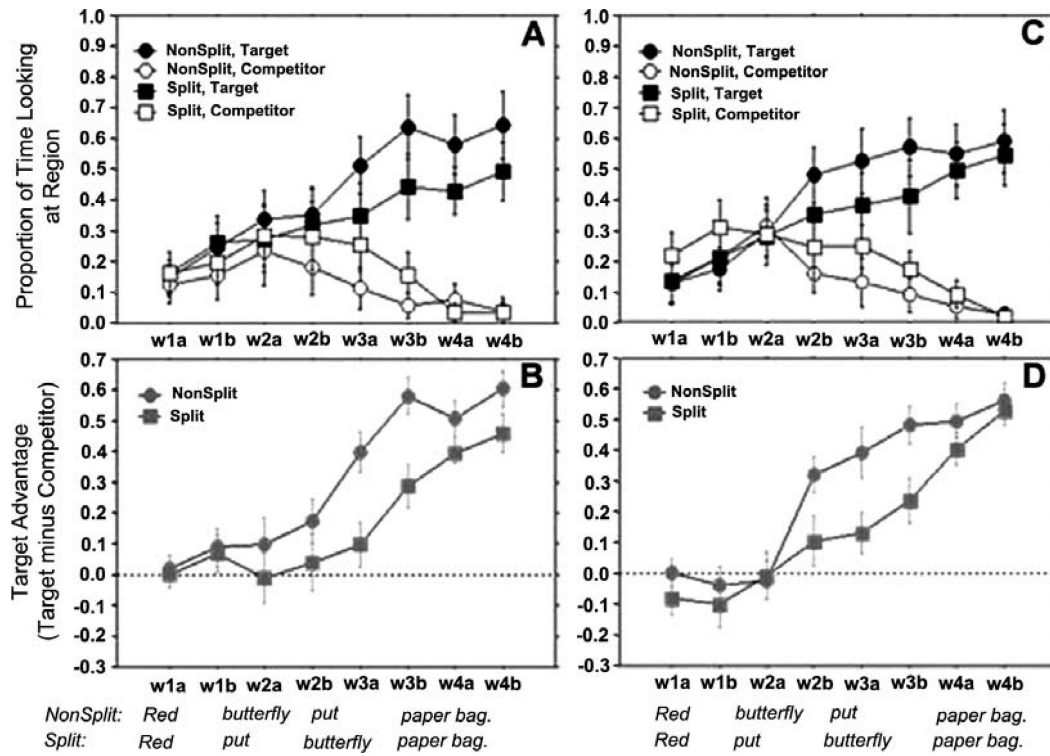 1.0 A 1.0 C
0.9 0.9
NonSplit, Target NonSplit, Target
0.8 0.8
NonSplit, Competitor NonSplit, Competitor
0.7 Split, Target 0.7 Split, Target
Split, Competitor Split, Competitor
0.6 0.6
0.5 0.5
0.4 0.4
0.3 0.3
0.2 0.2
0.1 0.1
0.0 0.0
Proportion of Time Looking
at Region
w1a w1b w2a w2b w3a w3b w4a w4b w1a w1b w2a w2b w3a w3b w4a w4b
0.7 B 0.7 D
NonSplit NonSplit
0.6 0.6
Split Split
0.5 0.5
0.4 0.4
0.3 0.3
0.2 0.2
0.1 0.1
0.0 0.0
-0.1 -0.1
-0.2 -0.2
-0.3 -0.3
Target Advantage
(Target minus Competitor)
w1a w1b w2a w2b w3a w3b w4a w4b w1a w1b w2a w2b w3a w3b w4a w4b
NonSplit: Red butterfly put paper bag. Red butterfly put paper bag.
Split: Red put butterfly paper bag. Red put butterfly paper bag.